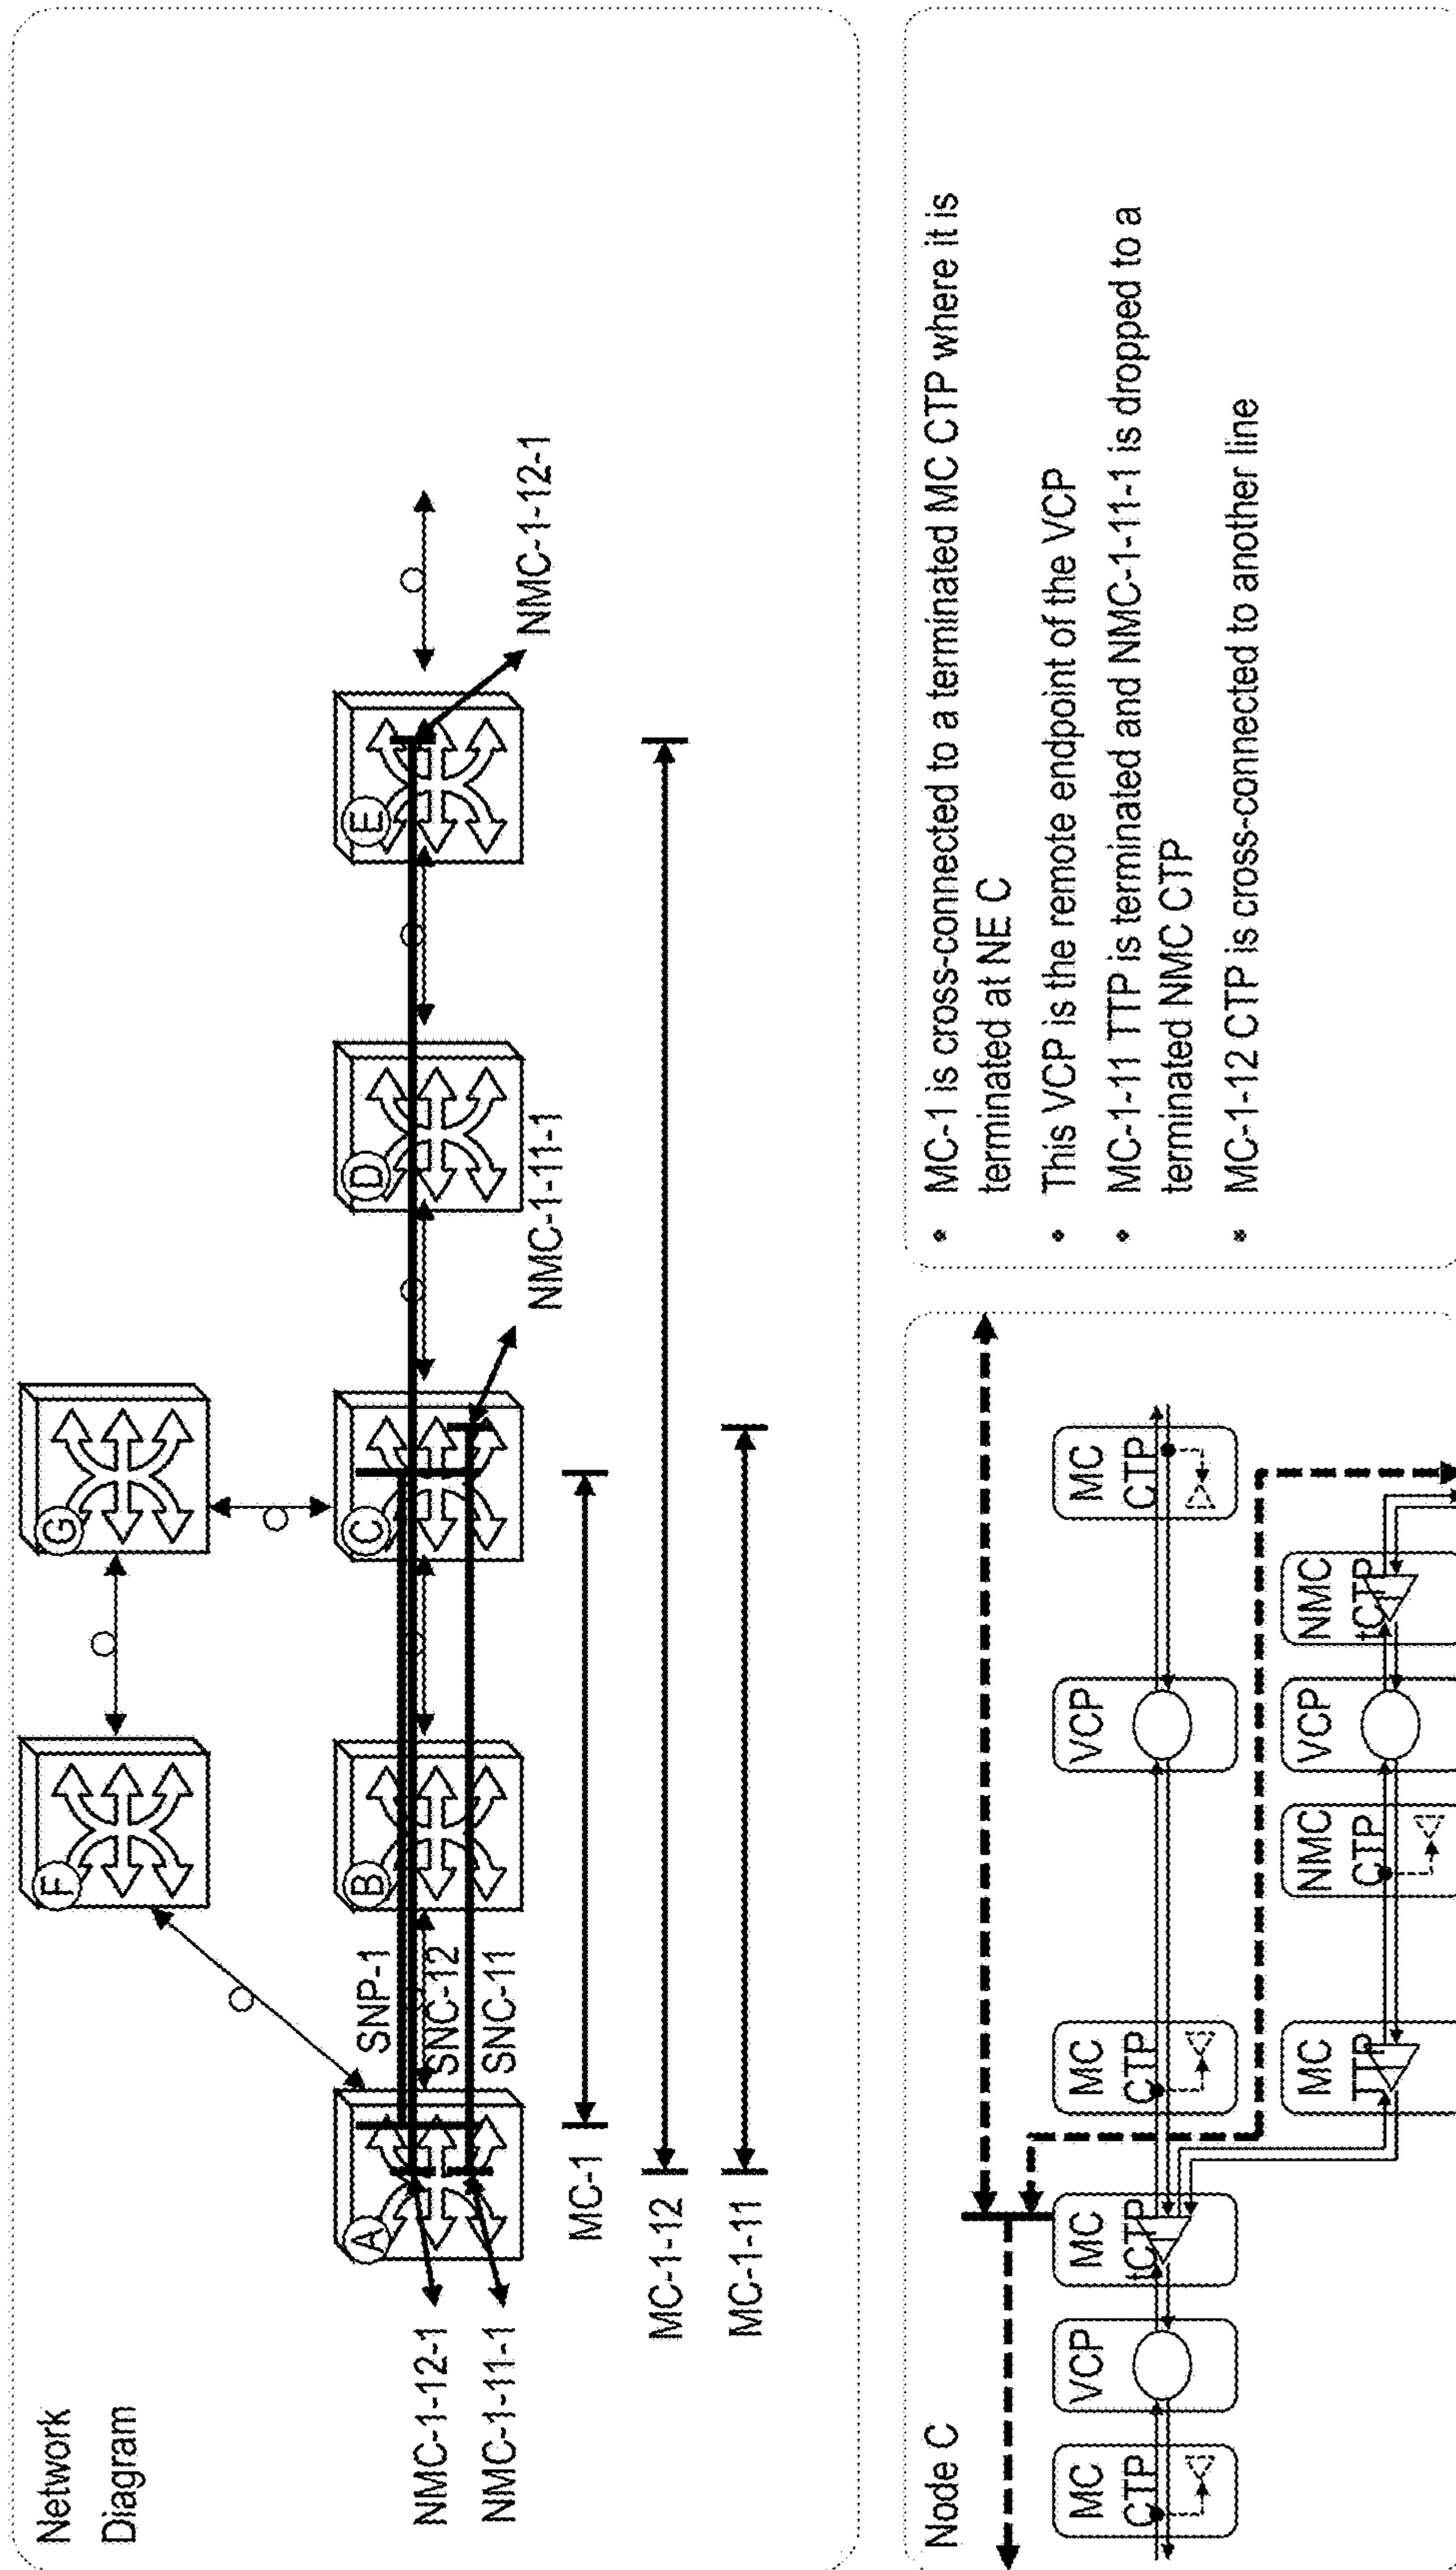 Network
Diagram
F
G
A
B
C
D
E
SNP-1
SNC-12
SNC-11
NMC-1-12-1
NMC-1-11-1
NMC-1-11-1
NMC-1-12-1
MC-1
MC-1-12
MC-1-11
Node C
MC
CTP
VCP
MC
tCTP
MC
CTP
VCP
MC
CTP
MC
TTP
NMC
CTP
VCP
NMC
tCTP
• MC-1 is cross-connected to a terminated MC CTP where it is
terminated at NE C
• This VCP is the remote endpoint of the VCP
• MC-1-11 TTP is terminated and NMC-1-11-1 is dropped to a
terminated NMC CTP
• MC-1-12 CTP is cross-connected to another line